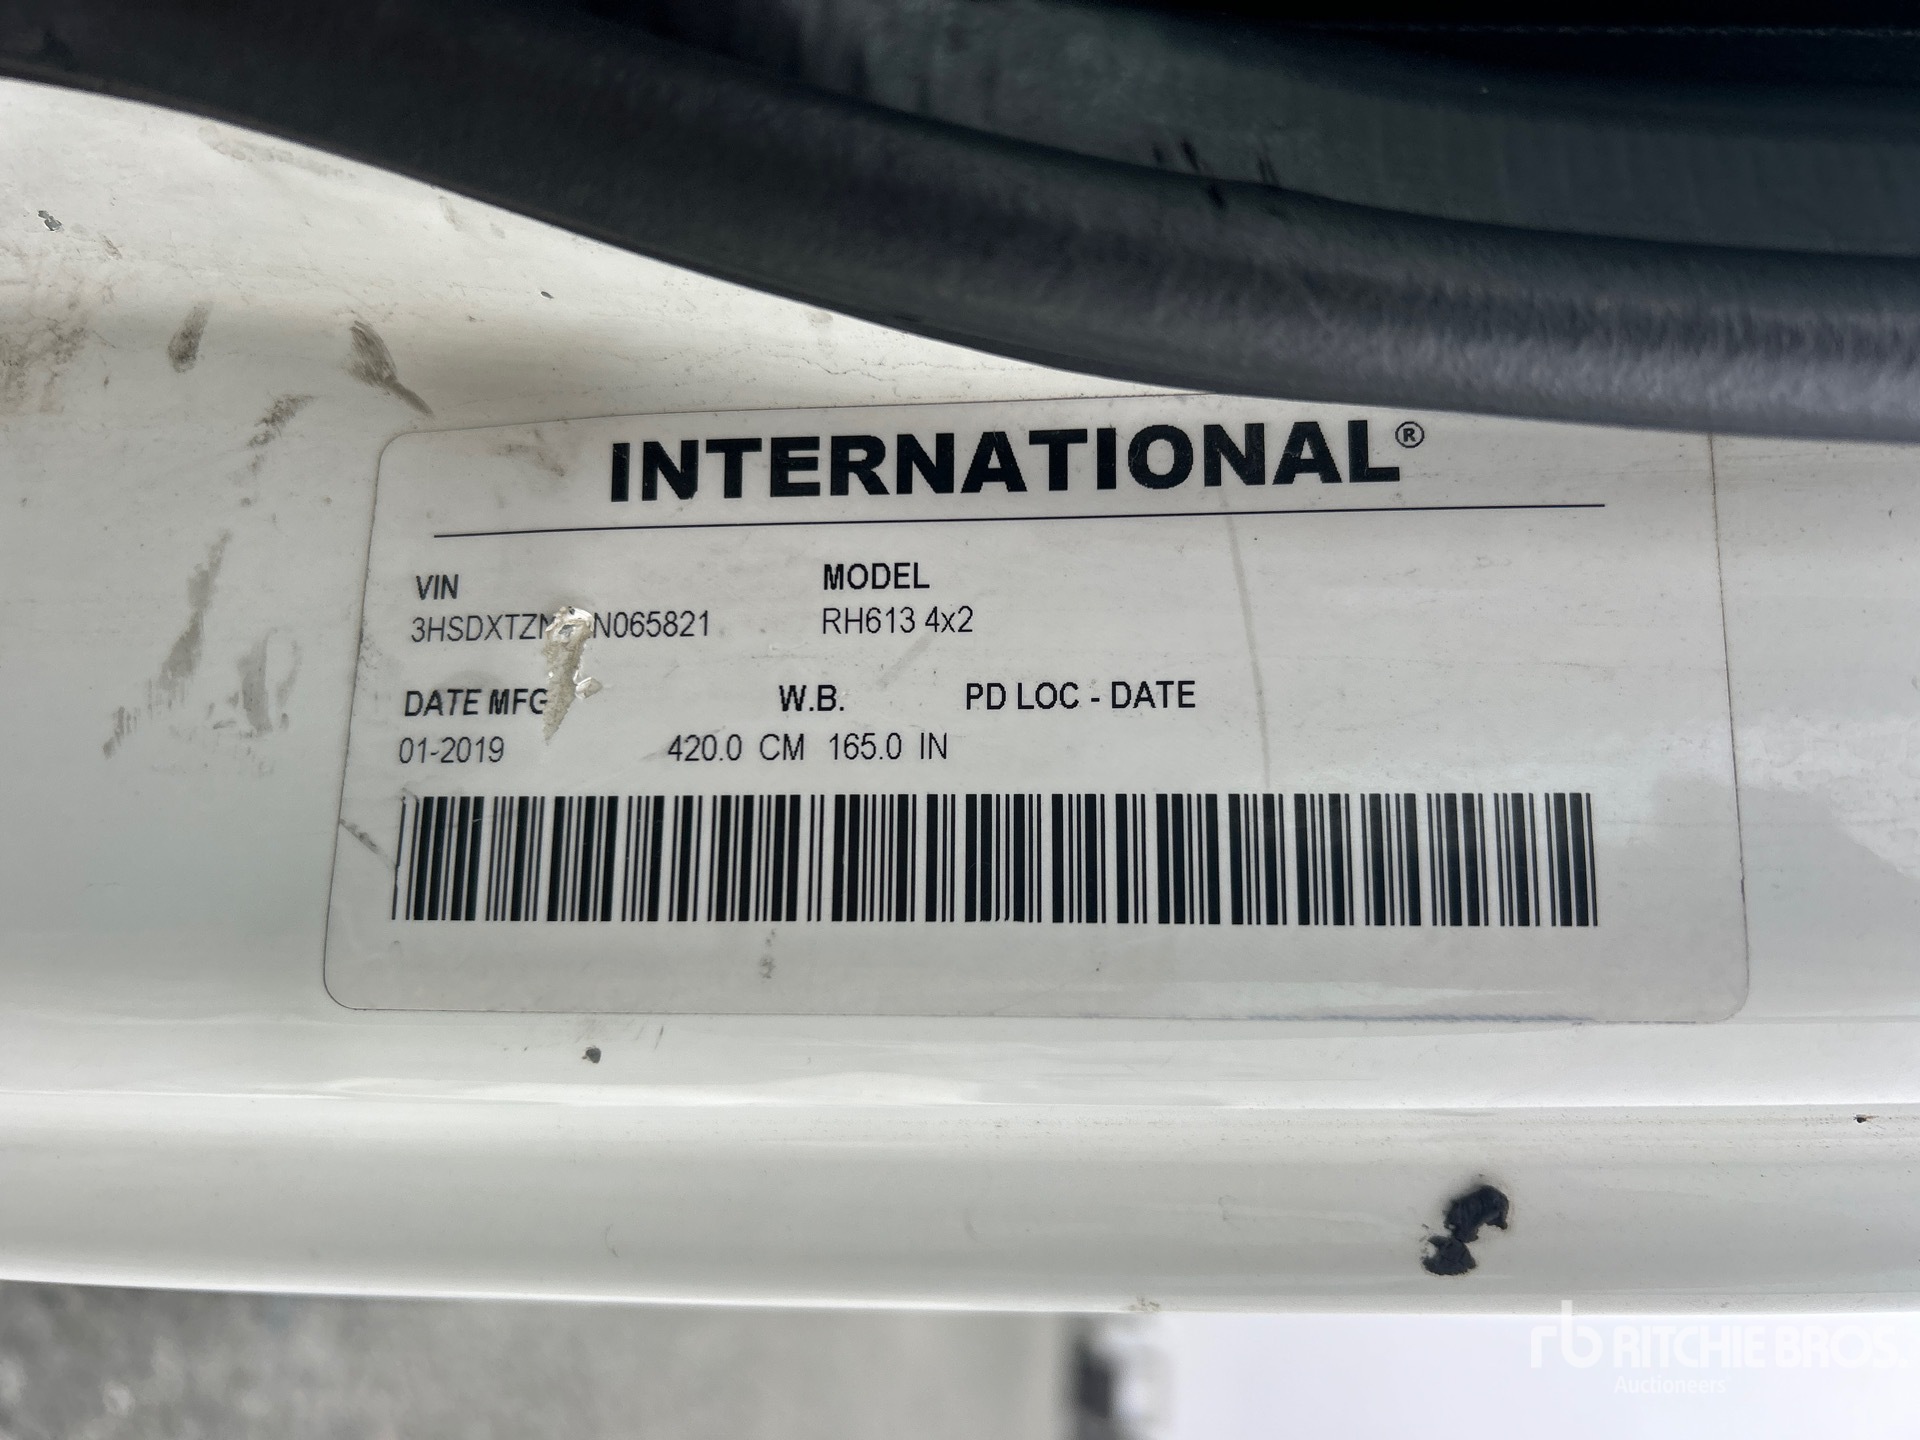 INTERNATIONAL®
VIN MODEL
RH613 4x2
DATE MFG W.B. PD LOC - DATE
01-2019 420.0 CM 165.0 IN
rb RITCHIE BROS.
Auctioneers